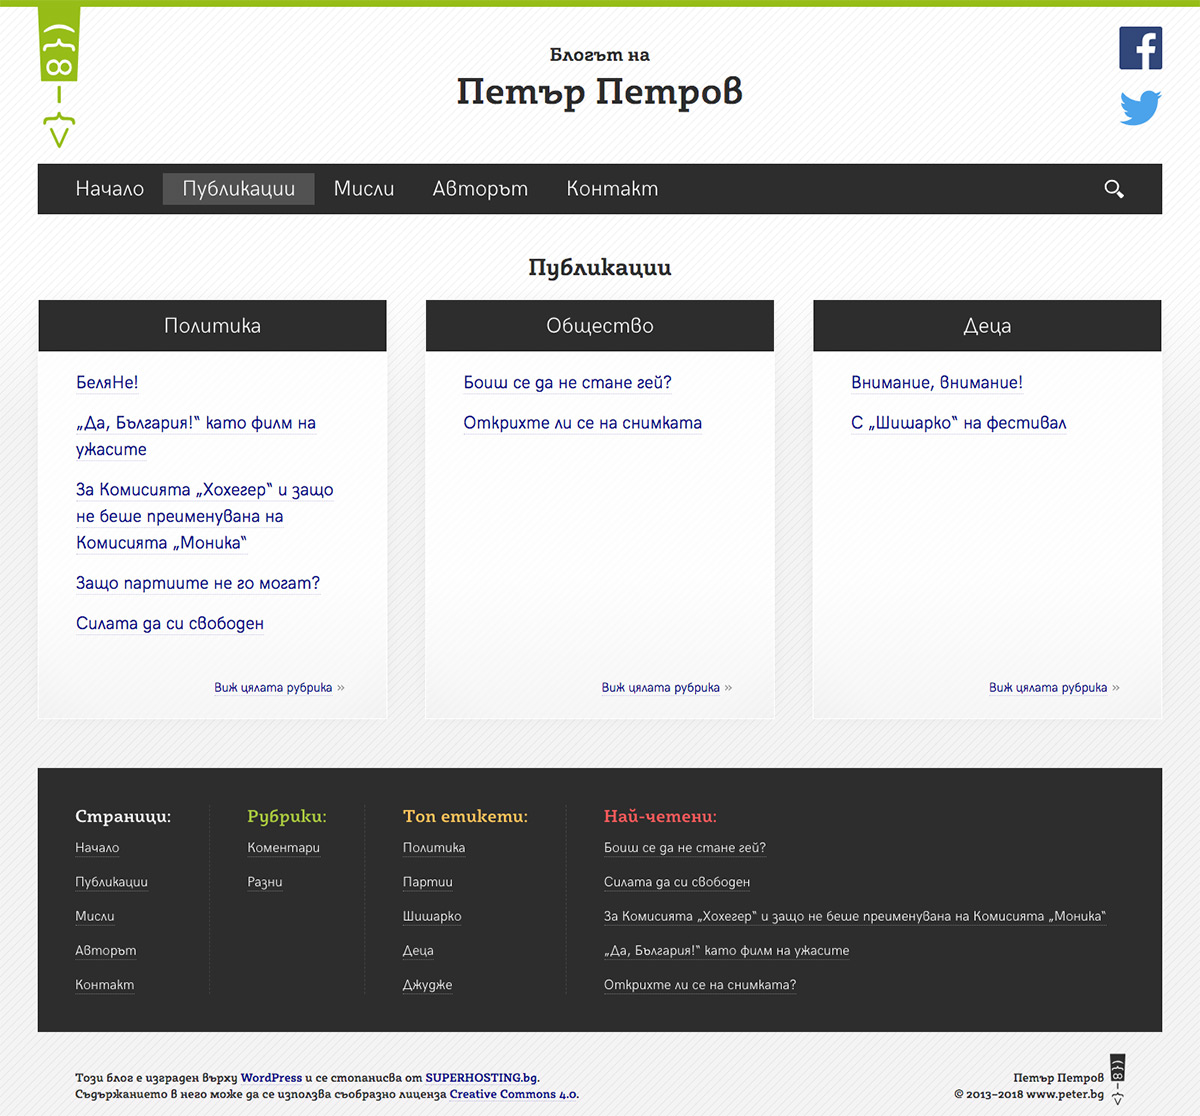 Блогът на
Петър Петров
Начало Публикации Мисли Авторът Контакт
Публикации
Политика
БеляНе!
„Да, България!“ като филм на
ужасите
За Комисията „Хохегер“ и защо
не беше преименувана на
Комисията „Моника“
Защо партиите не го могат?
Силата да си свободен
Виж цялата рубрика »
Общество
Боиш се да не стане гей?
Открихте ли се на снимката
Виж цялата рубрика »
Деца
Внимание, внимание!
С „Шишарко“ на фестивал
Виж цялата рубрика »
Страници:
Начало
Публикации
Мисли
Авторът
Контакт
Рубрики:
Коментари
Разни
Топ етикети:
Политика
Партии
Шишарко
Деца
Джудже
Най-четени:
Боиш се да не стане гей?
Силата да си свободен
За Комисията „Хохегер“ и защо не беше преименувана на Комисията „Моника“
„Да, България!“ като филм на ужасите
Открихте ли се на снимката?
Този блог е изграден върху WordPress и се стопанисва от SUPERHOSTING.bg.
Съдържанието в него може да се използва съобразно лиценза Creative Commons 4.0.
Петър Петров
© 2013–2018 www.peter.bg